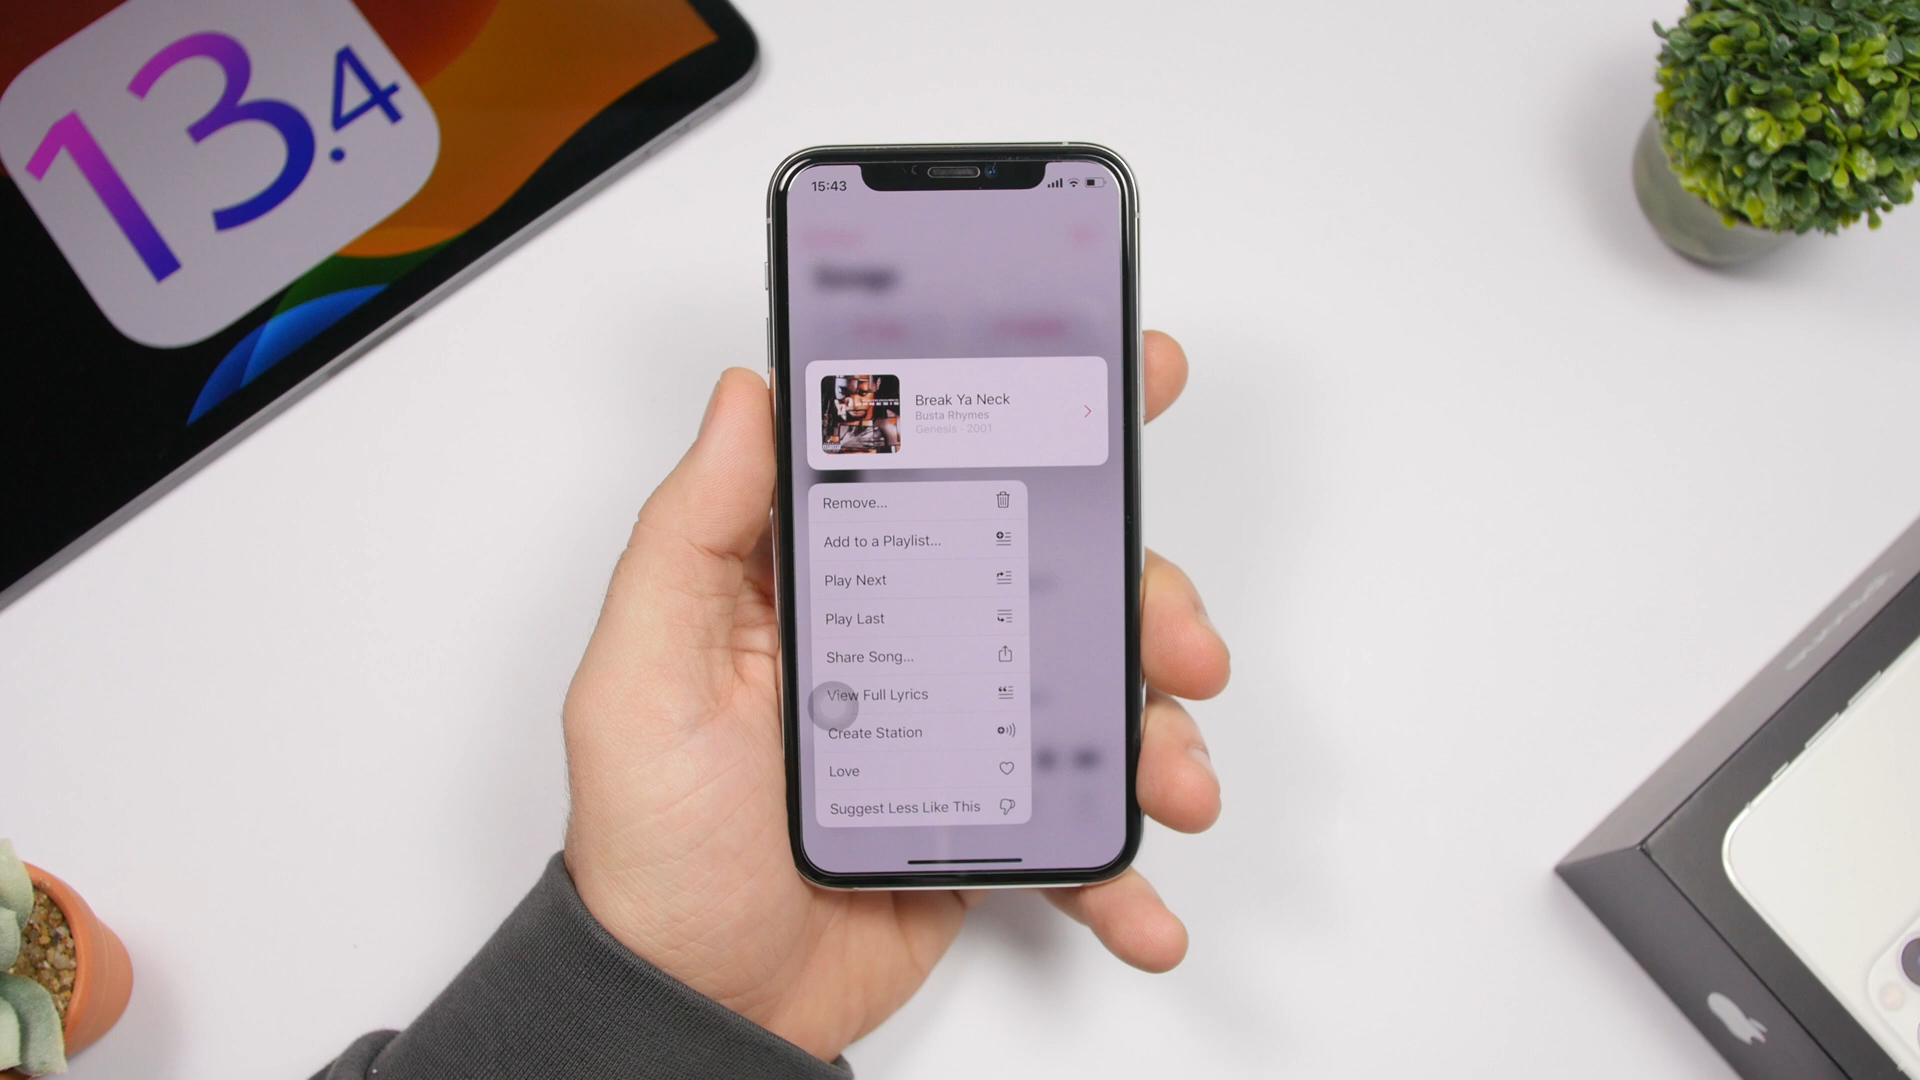 13.4
15:43
Break Ya Neck
Busta Rhymes
Genesis - 2001
Remove...
Add to a Playlist...
Play Next
Play Last
Share Song...
View Full Lyrics
Create Station
Love
Suggest Less Like This